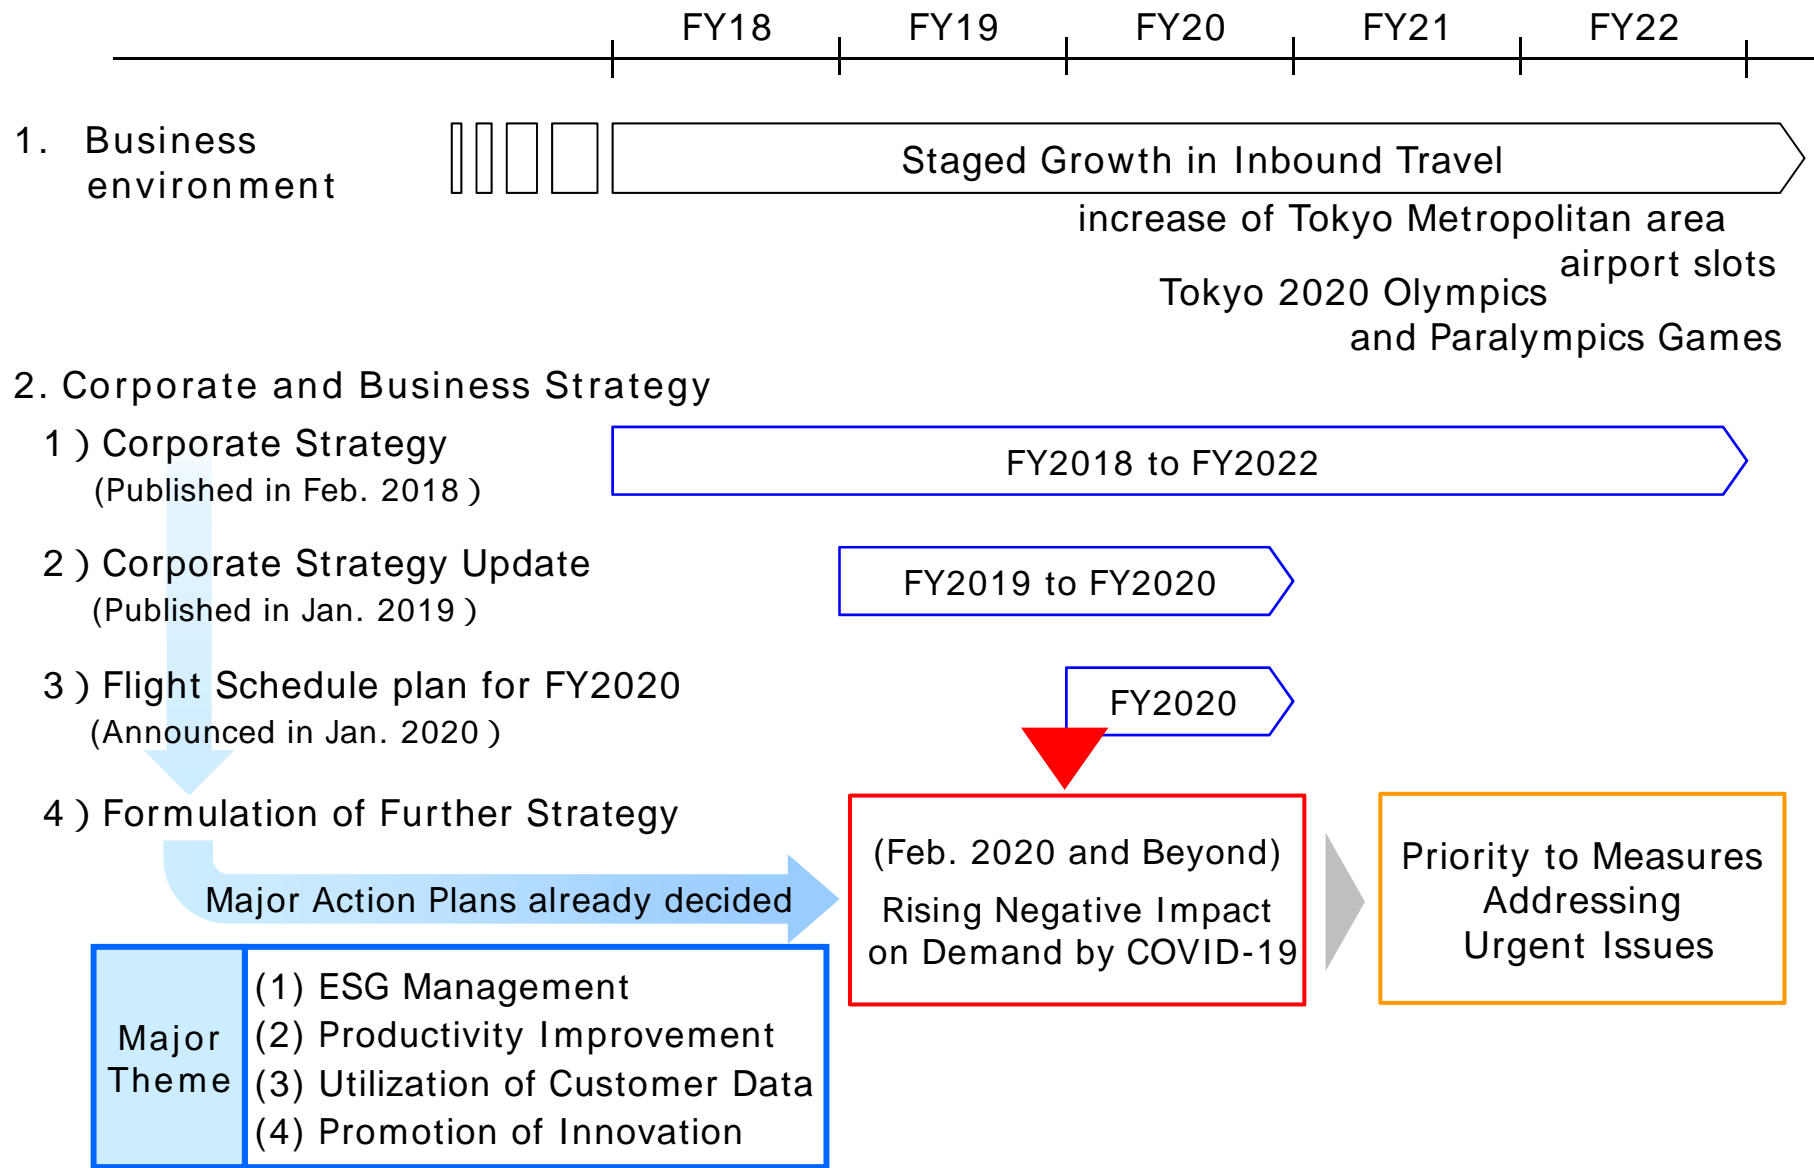 FY18 FY19 FY20 FY21 FY22
1. Business
environment
Staged Growth in Inbound Travel
increase of Tokyo Metropolitan area
airport slots
Tokyo 2020 Olympics
and Paralympics Games
2. Corporate and Business Strategy
1）Corporate Strategy
(Published in Feb. 2018）
FY2018 to FY2022
2）Corporate Strategy Update
(Published in Jan. 2019）
FY2019 to FY2020
3）Flight Schedule plan for FY2020
(Announced in Jan. 2020）
FY2020
4）Formulation of Further Strategy
Major Action Plans already decided
(Feb. 2020 and Beyond)
Rising Negative Impact
on Demand by COVID-19
Priority to Measures
Addressing
Urgent Issues
Major
Theme
(1) ESG Management
(2) Productivity Improvement
(3) Utilization of Customer Data
(4) Promotion of Innovation